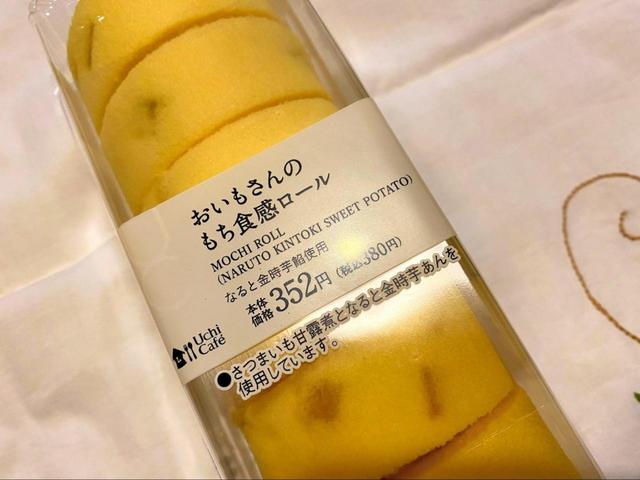 おいもさんの
もち食感ロール
MOCHI ROLL
(NARUTO KINTOKI SWEET POTATO)
なると金時芋餡使用
本体
価格352円(税込380円)
Uchi
Café
●さつまいも甘露煮となると金時芋あんを
使用しています。